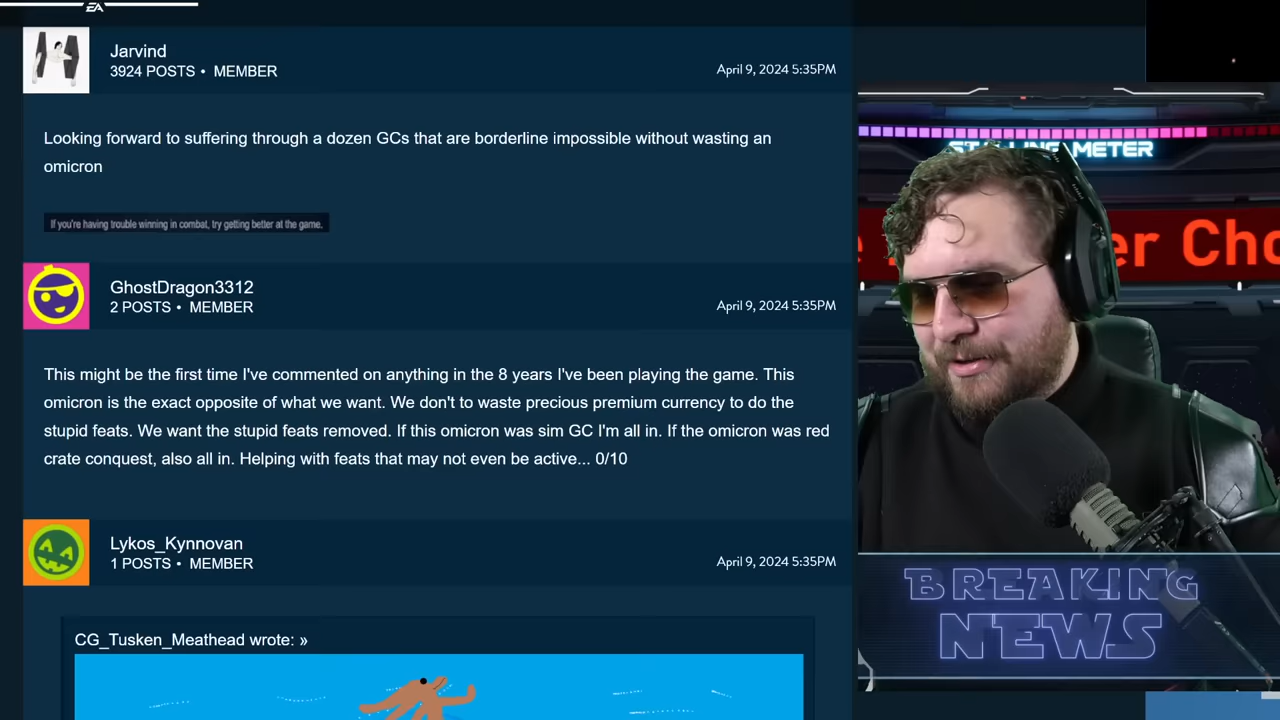 EA
Jarvind
3924 POSTS • MEMBER
April 9, 2024 5:35PM
Looking forward to suffering through a dozen GCs that are borderline impossible without wasting an
omicron
If you're having trouble winning in combat, try getting better at the game.
GhostDragon3312
2 POSTS • MEMBER
April 9, 2024 5:35PM
This might be the first time I've commented on anything in the 8 years I've been playing the game. This
omicron is the exact opposite of what we want. We don't to waste precious premium currency to do the
stupid feats. We want the stupid feats removed. If this omicron was sim GC I'm all in. If the omicron was red
crate conquest, also all in. Helping with feats that may not even be active... 0/10
Lykos_Kynnovan
1 POSTS • MEMBER
April 9, 2024 5:35PM
CG_Tusken_Meathead wrote: »
METER
er Cho
BREAKING
NEWS